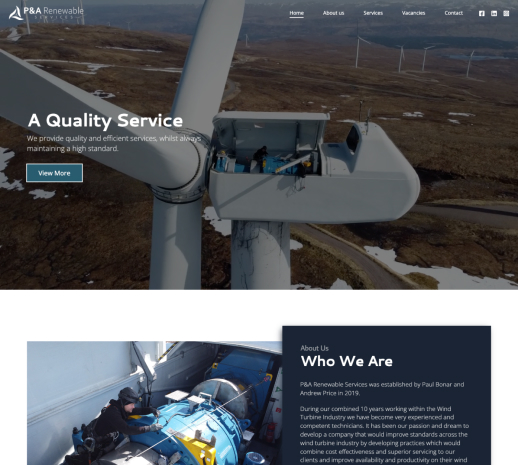 P&A Renewable
SERVICES
Home
About us
Services
Vacancies
Contact
A Quality Service
We provide quality and efficient services, whilst always
maintaining a high standard.
View More
About Us
Who We Are
P&A Renewable Services was established by Paul Bonar and
Andrew Price in 2019.
During our combined 10 years working within the Wind
Turbine Industry we have become very experienced and
competent technicians. It has been our passion and dream to
develop a company that would improve standards across the
wind turbine industry by developing practices which would
combine cost effectiveness and superior servicing to our
clients and improve availability and productivity on their wind